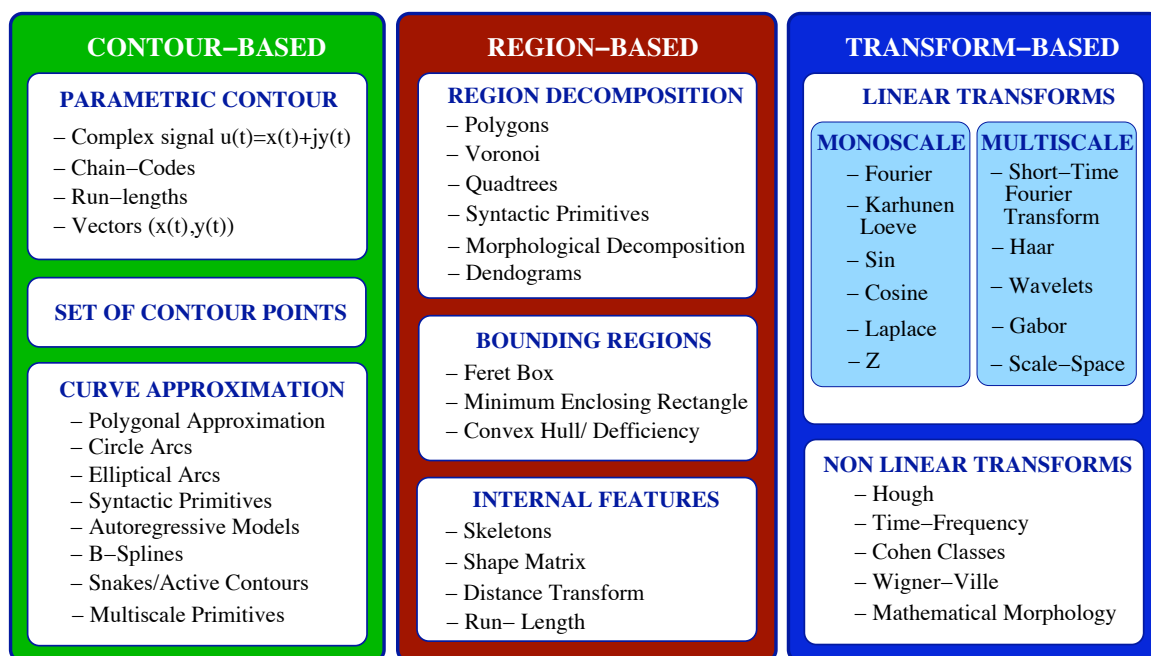 CONTOUR–BASED
PARAMETRIC CONTOUR
– Complex signal u(t)=x(t)+jy(t)
– Chain–Codes
– Run–lengths
– Vectors (x(t),y(t))
SET OF CONTOUR POINTS
CURVE APPROXIMATION
– Polygonal Approximation
– Circle Arcs
– Elliptical Arcs
– Syntactic Primitives
– Autoregressive Models
– B–Splines
– Snakes/Active Contours
– Multiscale Primitives
REGION–BASED
REGION DECOMPOSITION
– Polygons
– Voronoi
– Quadtrees
– Syntactic Primitives
– Morphological Decomposition
– Dendograms
BOUNDING REGIONS
– Feret Box
– Minimum Enclosing Rectangle
– Convex Hull/ Defficiency
INTERNAL FEATURES
– Skeletons
– Shape Matrix
– Distance Transform
– Run– Length
TRANSFORM–BASED
LINEAR TRANSFORMS
MONOSCALE
– Fourier
– Karhunen
Loeve
– Sin
– Cosine
– Laplace
– Z
MULTISCALE
– Short–Time
Fourier
Transform
– Haar
– Wavelets
– Gabor
– Scale–Space
NON LINEAR TRANSFORMS
– Hough
– Time–Frequency
– Cohen Classes
– Wigner–Ville
– Mathematical Morphology